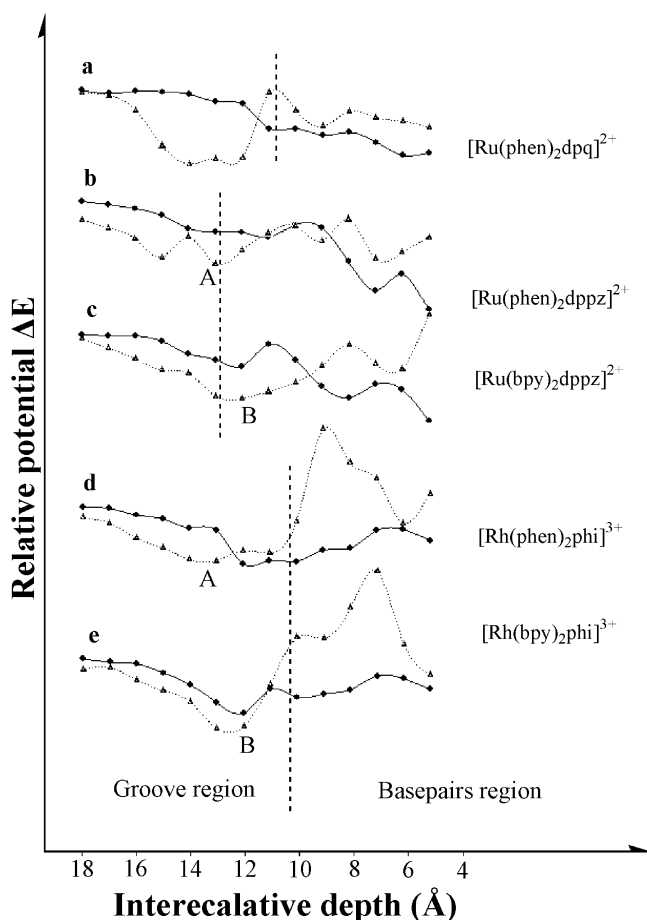 a
[Ru(phen)₂dpq]²⁺
b
A
[Ru(phen)₂dppz]²⁺
c
[Ru(bpy)₂dppz]²⁺
B
d
[Rh(phen)₂phi]³⁺
A
[Rh(bpy)₂phi]³⁺
e
B
Groove region
Basepairs region
18 16 14 12 10 8 6 4
Interecalative depth (Å)
Relative potential ΔE